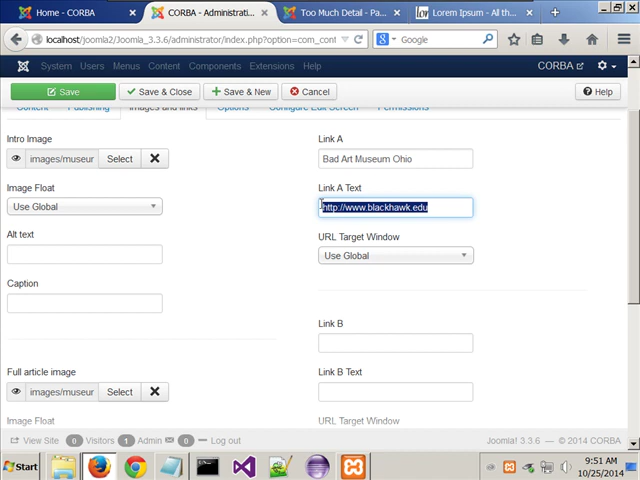 Home - CORBA
CORBA - Administrati...
Too Much Detail - Pa...
Lorem Ipsum - All th...
localhost/joomla2/Joomla_3.3.6/administrator/index.php?option=com_cont
Google
System Users Menus Content Components Extensions Help
CORBA
Save
Save & Close
Save & New
Cancel
Help
Content Publishing Images and links Options Configure Edit Screen Permissions
Intro Image
images/museur
Select
Image Float
Use Global
Alt text
Caption
Full article image
images/museur
Select
Image Float
Link A
Bad Art Museum Ohio
Link A Text
http://www.blackhawk.edu
URL Target Window
Use Global
Link B
Link B Text
URL Target Window
View Site 0 Visitors 1 Admin 0 Log out
Joomla! 3.3.6 — © 2014 CORBA
Start
9:51 AM
10/25/2014